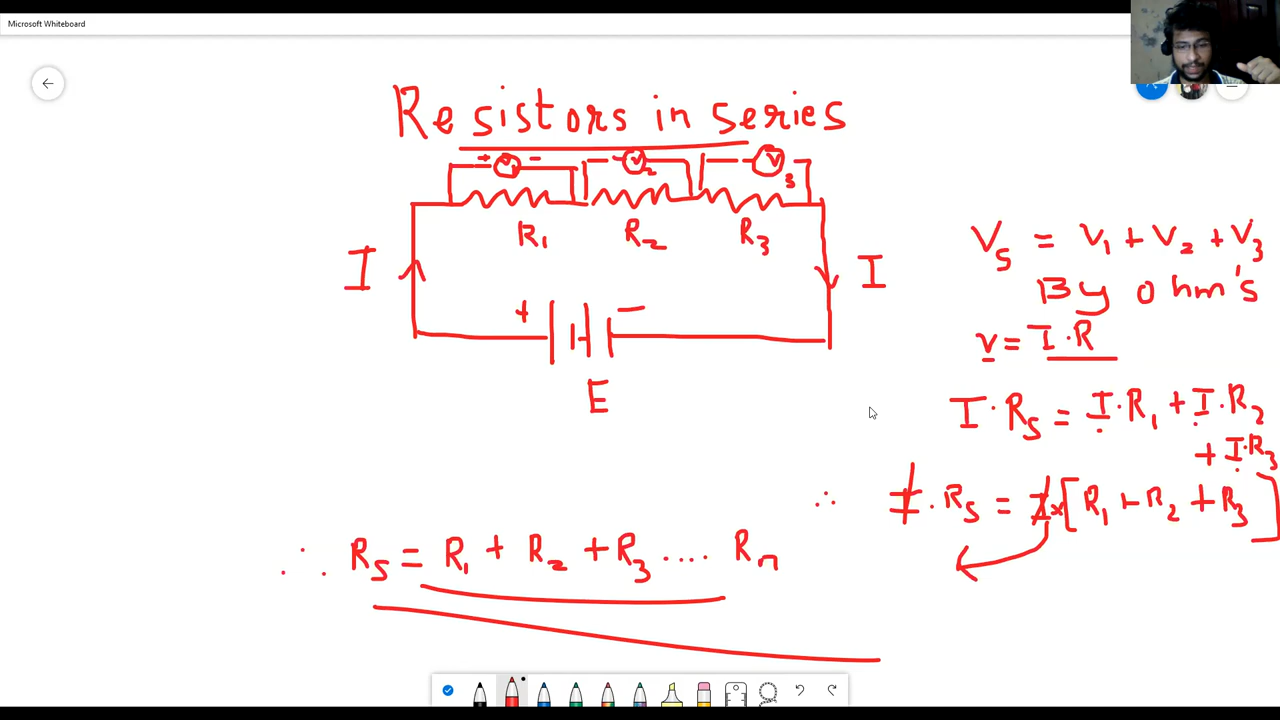 Microsoft Whiteboard
Resistors in series
+ V1 - V2 V3
R1 R2 R3
I I
+ -
E
Vs = V1 + V2 + V3
By Ohm's
v = I·R
I·Rs = I·R1 + I·R2
+ I·R3
∴ I·Rs = I×[R1 + R2 + R3]
∴ Rs = R1 + R2 + R3 .... Rn